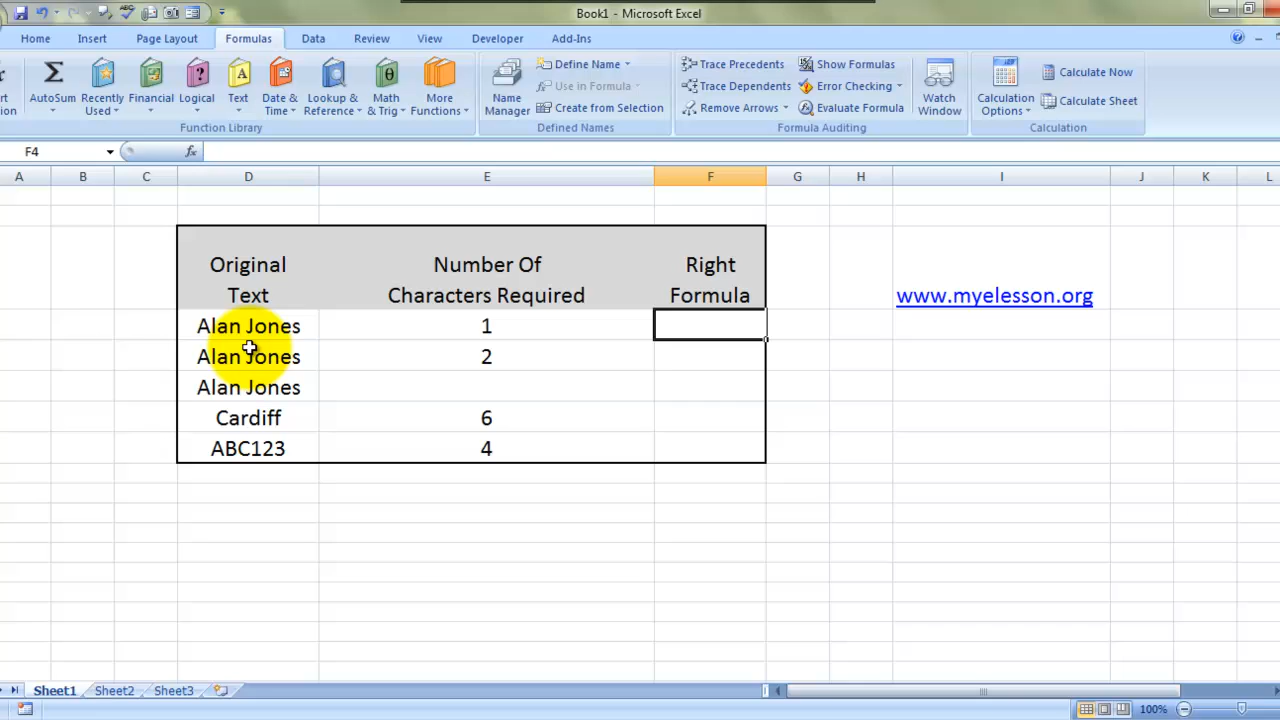 Book1 - Microsoft Excel
Home Insert Page Layout Formulas Data Review View Developer Add-Ins
AutoSum Recently Used Financial Logical Text Date & Time Lookup & Reference Math & Trig More Functions
Function Library
Name Manager
Define Name
Use in Formula
Create from Selection
Defined Names
Trace Precedents
Trace Dependents
Remove Arrows
Show Formulas
Error Checking
Evaluate Formula
Formula Auditing
Watch Window
Calculation Options
Calculate Now
Calculate Sheet
Calculation
F4 fx
A B C D E F G H I J K L
Original Text Number Of Characters Required Right Formula
www.myelesson.org
Alan Jones 1
Alan Jones 2
Alan Jones
Cardiff 6
ABC123 4
Sheet1 Sheet2 Sheet3
100%